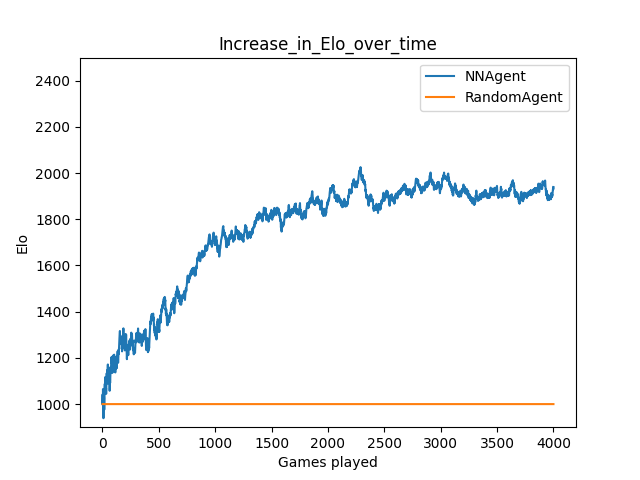 Increase_in_Elo_over_time
NNAgent
RandomAgent
2400
2200
2000
1800
1600
1400
1200
1000
Elo
0 500 1000 1500 2000 2500 3000 3500 4000
Games played